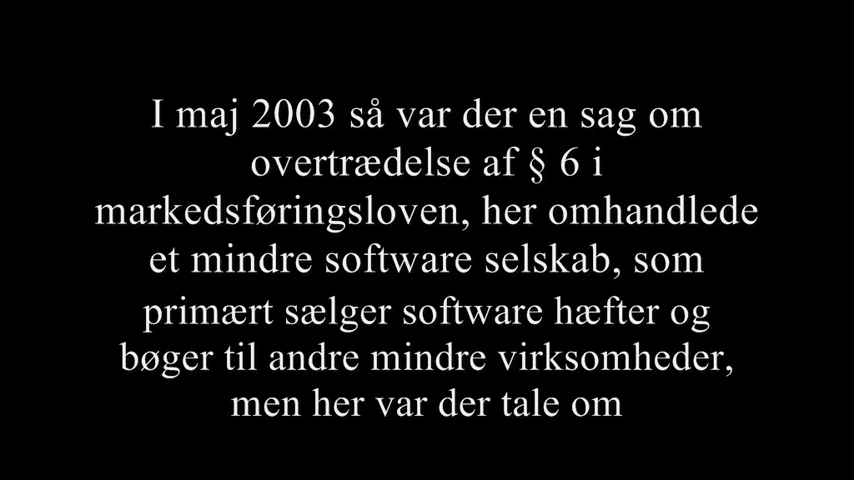 I maj 2003 så var der en sag om
overtrædelse af § 6 i
markedsføringsloven, her omhandlede
et mindre software selskab, som
primært sælger software hæfter og
bøger til andre mindre virksomheder,
men her var der tale om